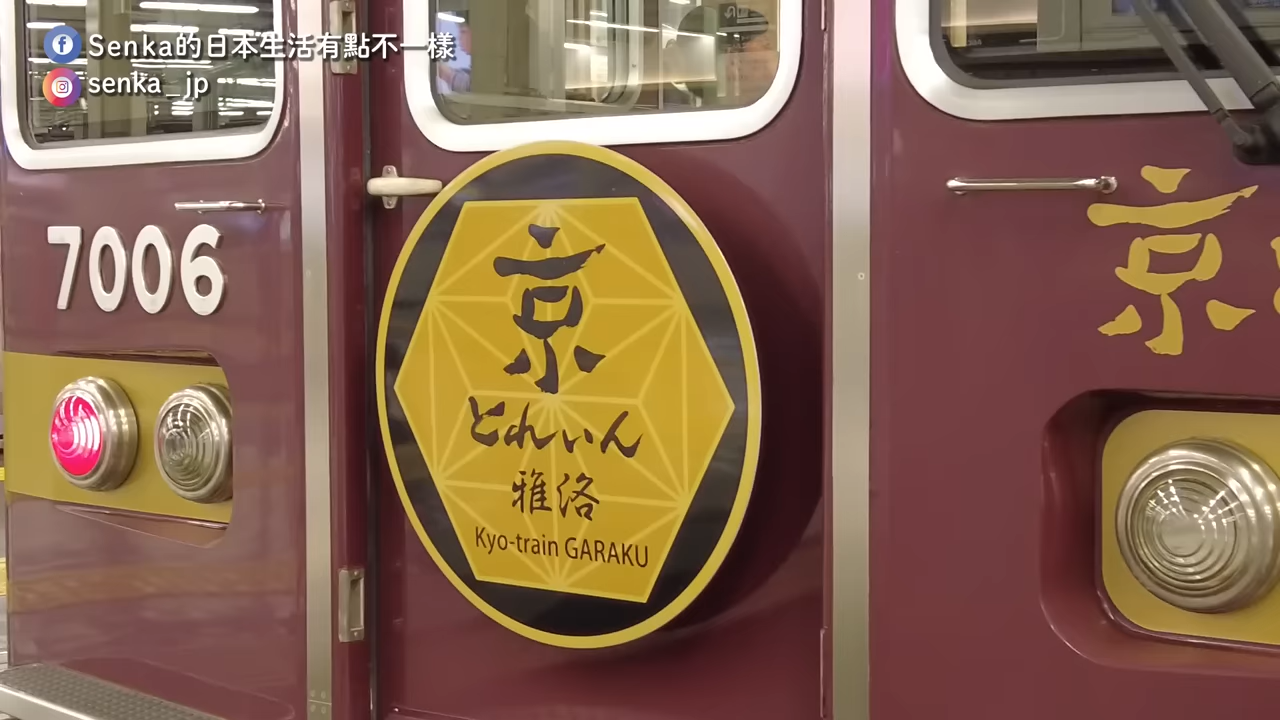 Senka的日本生活有點不一樣
senka_jp
7006
京
とれいん
雅洛
Kyo-train GARAKU
京